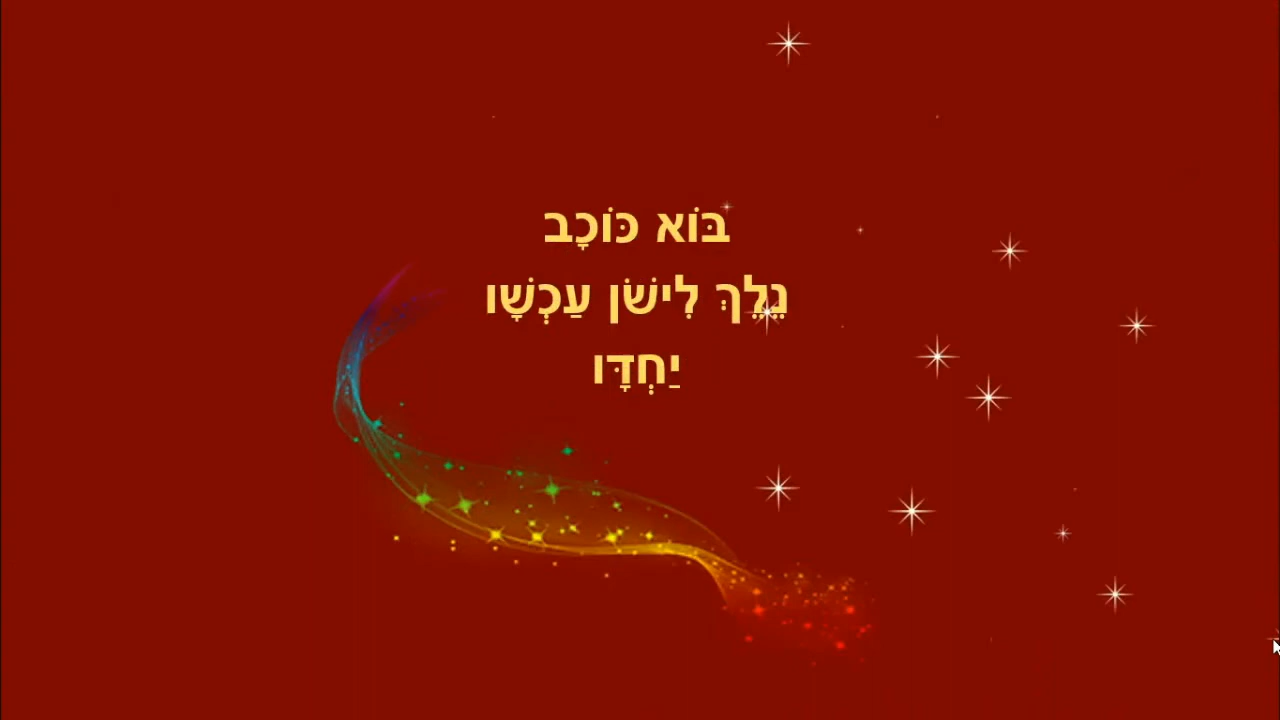 בּוֹא כּוֹכָב
נֵלֶךְ לִישֹׁן עַכְשָׁו
יַחְדָּו